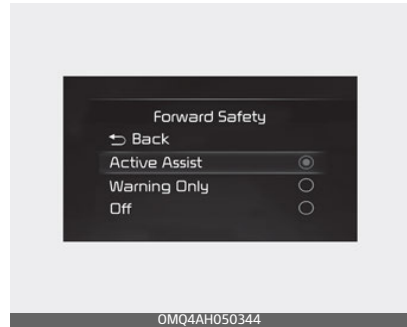 Forward Safety
Back
Active Assist
Warning Only
Off
OMQ4AH050344